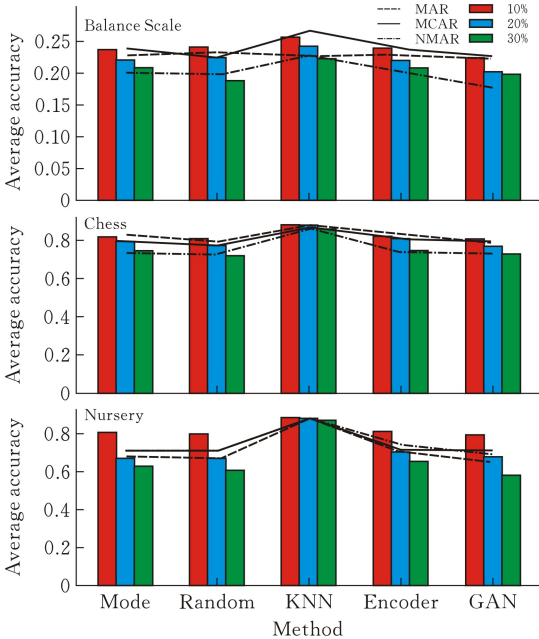 Balance Scale
MAR 10%
MCAR 20%
NMAR 30%
Average accuracy
0.25
0.20
0.15
0.10
0.05
0
Chess
Average accuracy
0.8
0.6
0.4
0.2
0
Nursery
Average accuracy
0.8
0.6
0.4
0.2
0
Mode Random KNN Encoder GAN
Method